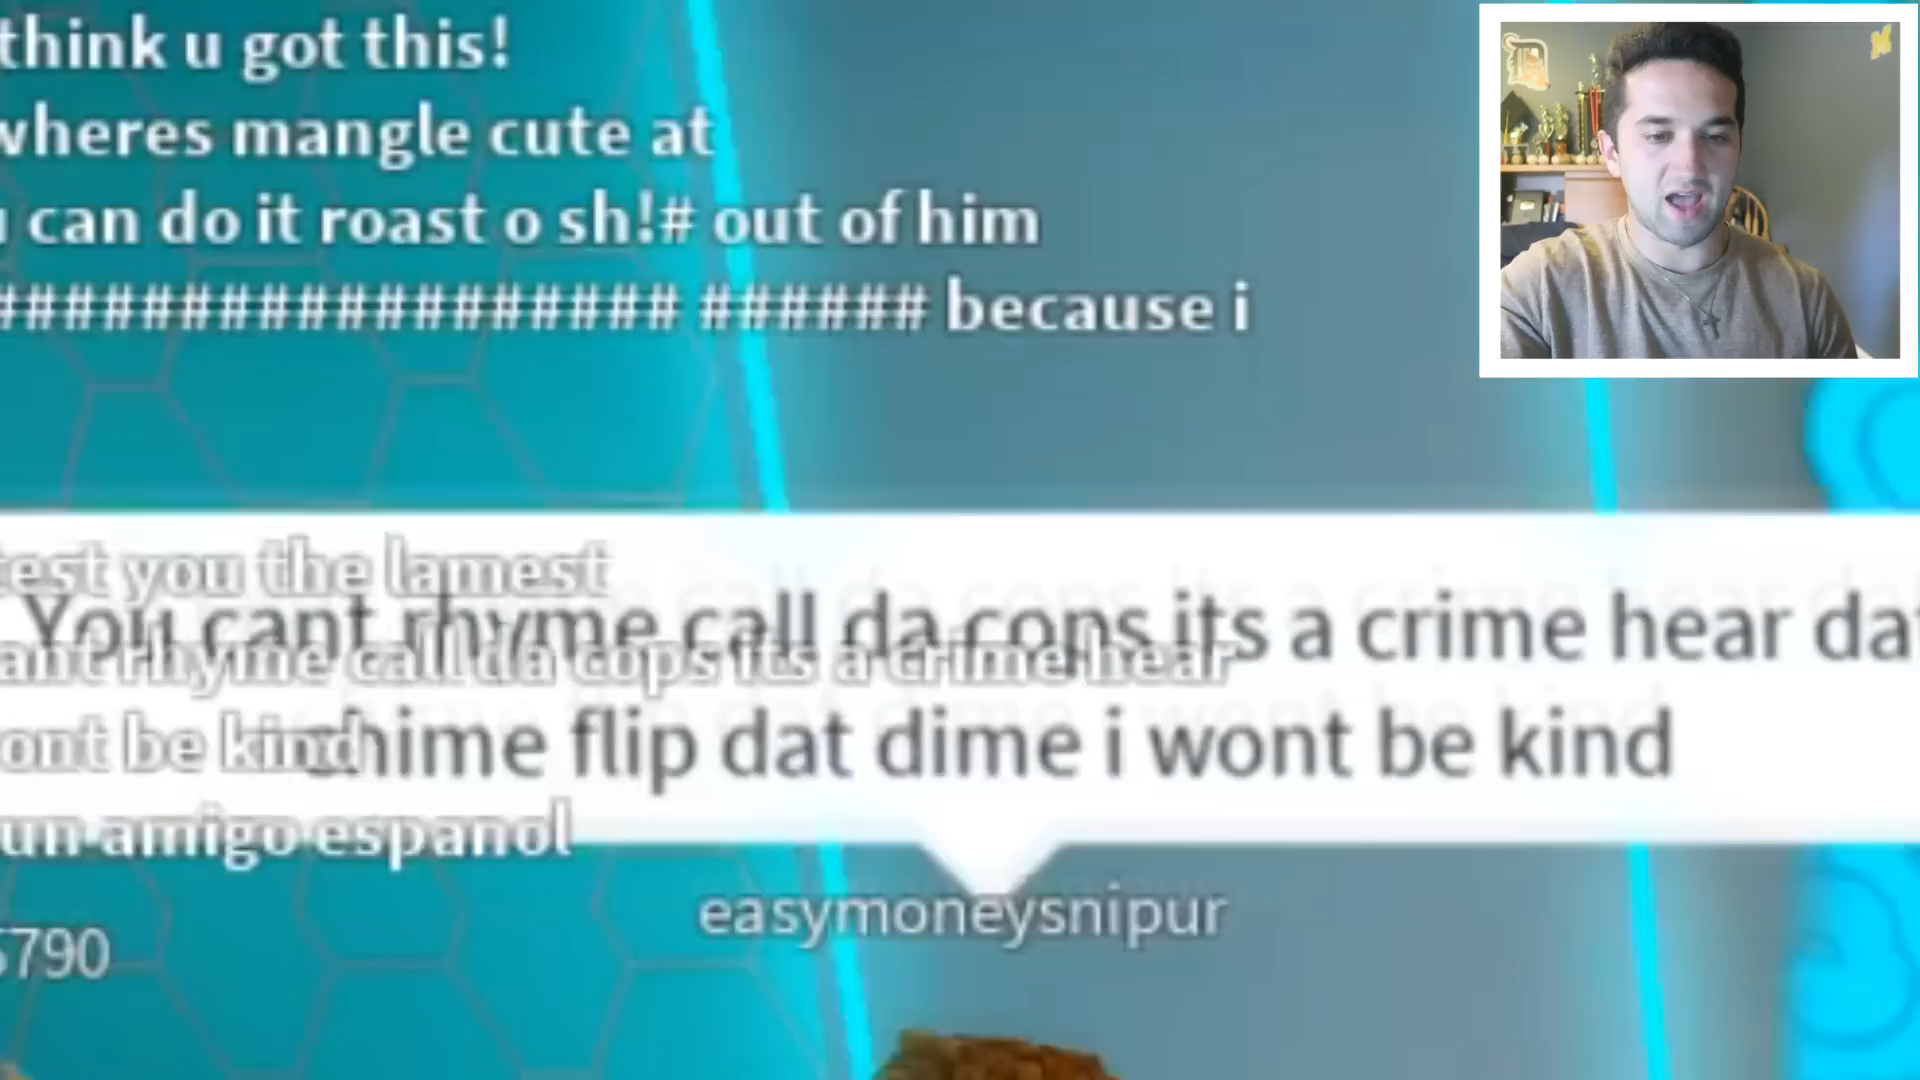 think u got this!
wheres mangle cute at
can do it roast o sh!# out of him
################## ###### because i
test you the lamest
You cant rhyme call da cops its a crime hear dat
ant rhyme call da cops its a crime hear
chime flip dat dime i wont be kind
ont be kind
un amigo espanol
easymoneysnipur
5790